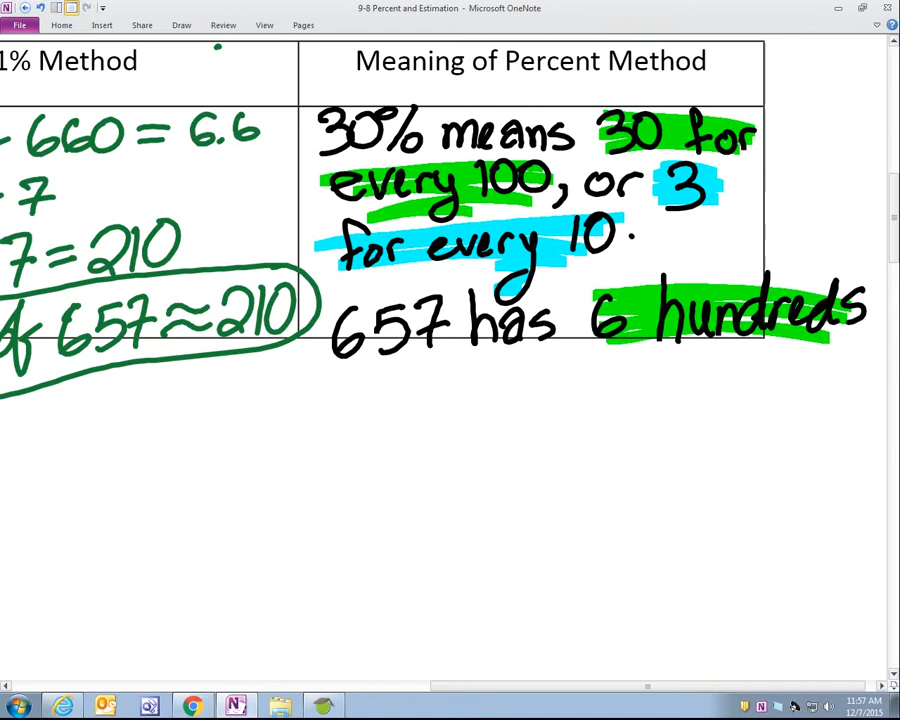 9-8 Percent and Estimation - Microsoft OneNote
File Home Insert Share Draw Review View Pages
1% Method
Meaning of Percent Method
660 = 6.6
7
7 = 210
657 ≈ 210
30% means 30 for
every 100, or 3
for every 10.
657 has 6 hundreds
11:57 AM
12/7/2015